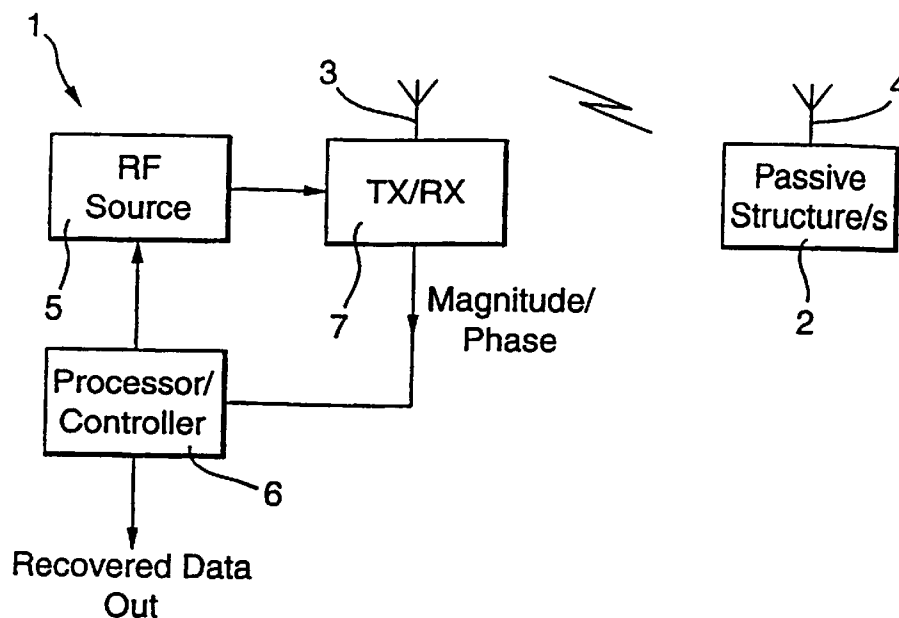 1
3
4
RF
Source
5
TX/RX
7
Passive
Structure/s
2
Magnitude/
Phase
Processor/
Controller
6
Recovered Data
Out